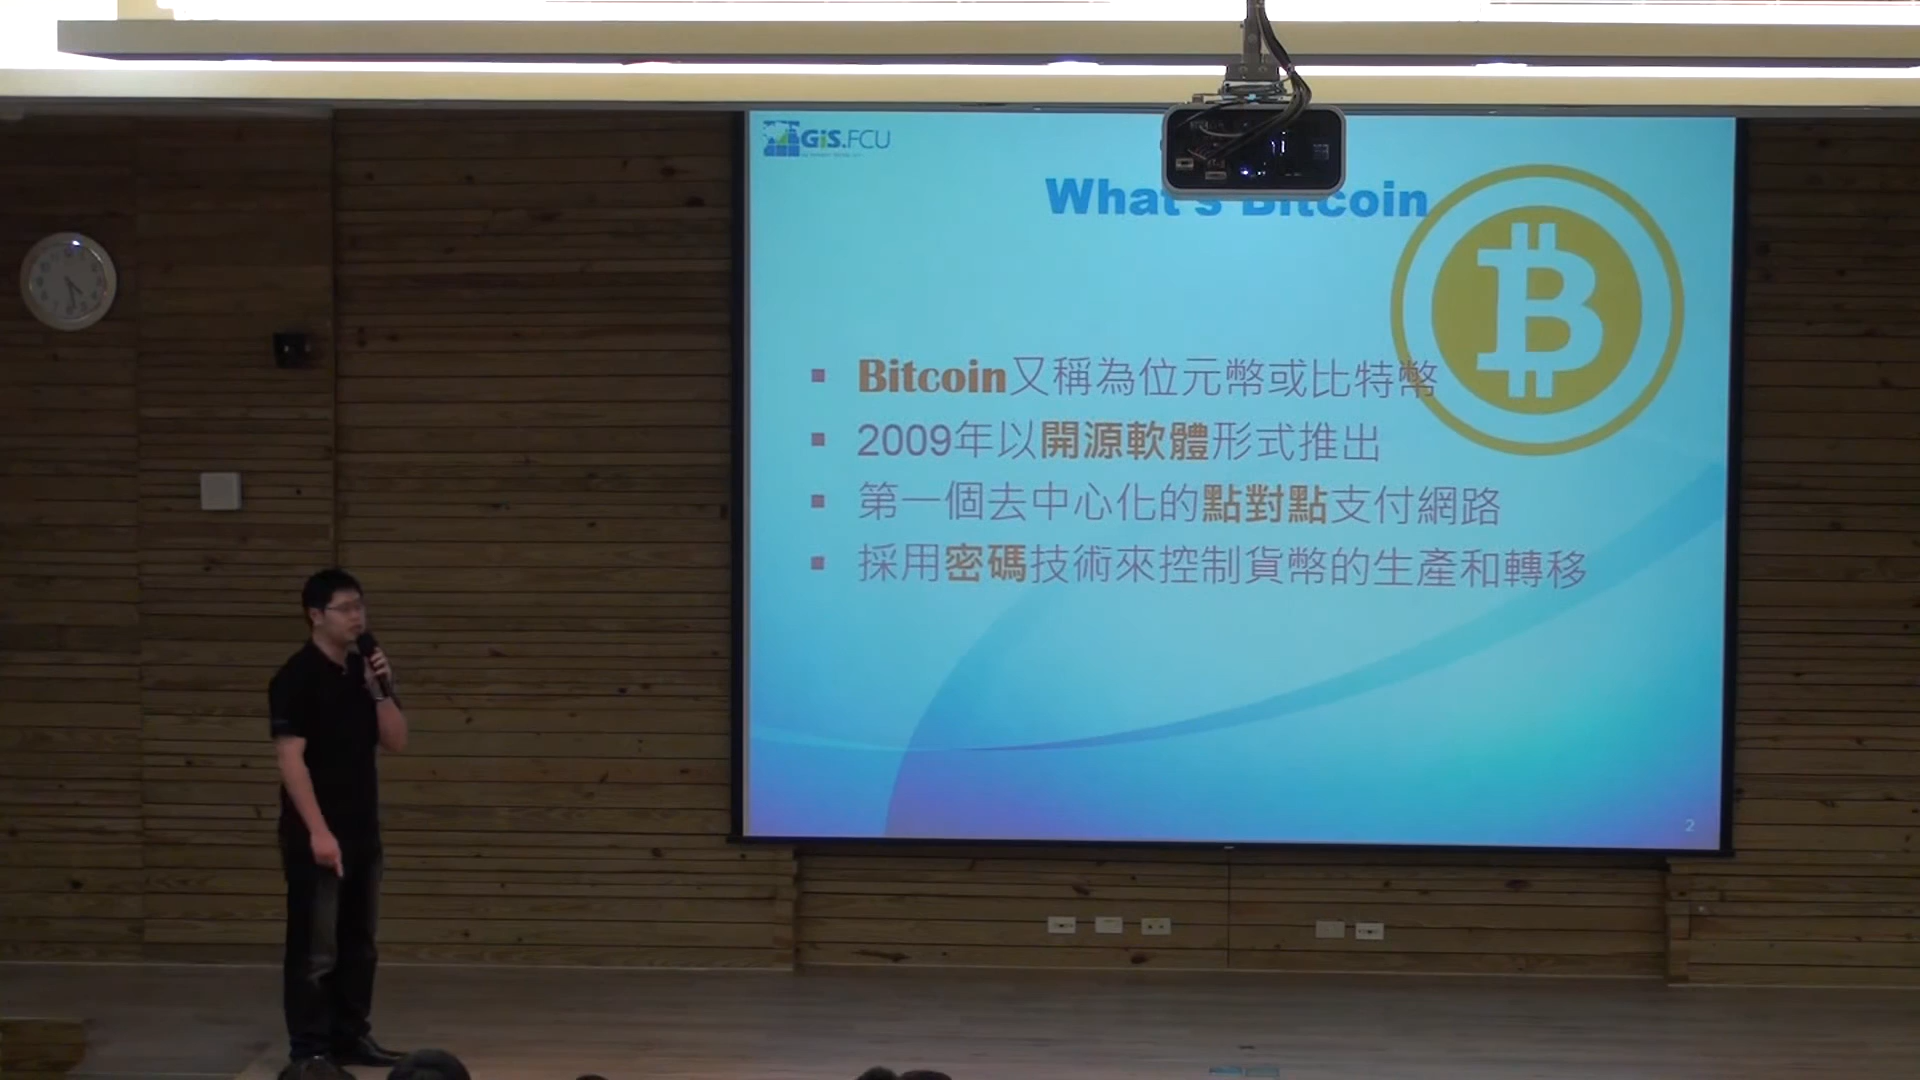 GIS.FCU
What's Bitcoin
Bitcoin又稱為位元幣或比特幣
2009年以開源軟體形式推出
第一個去中心化的點對點支付網路
採用密碼技術來控制貨幣的生產和轉移
2